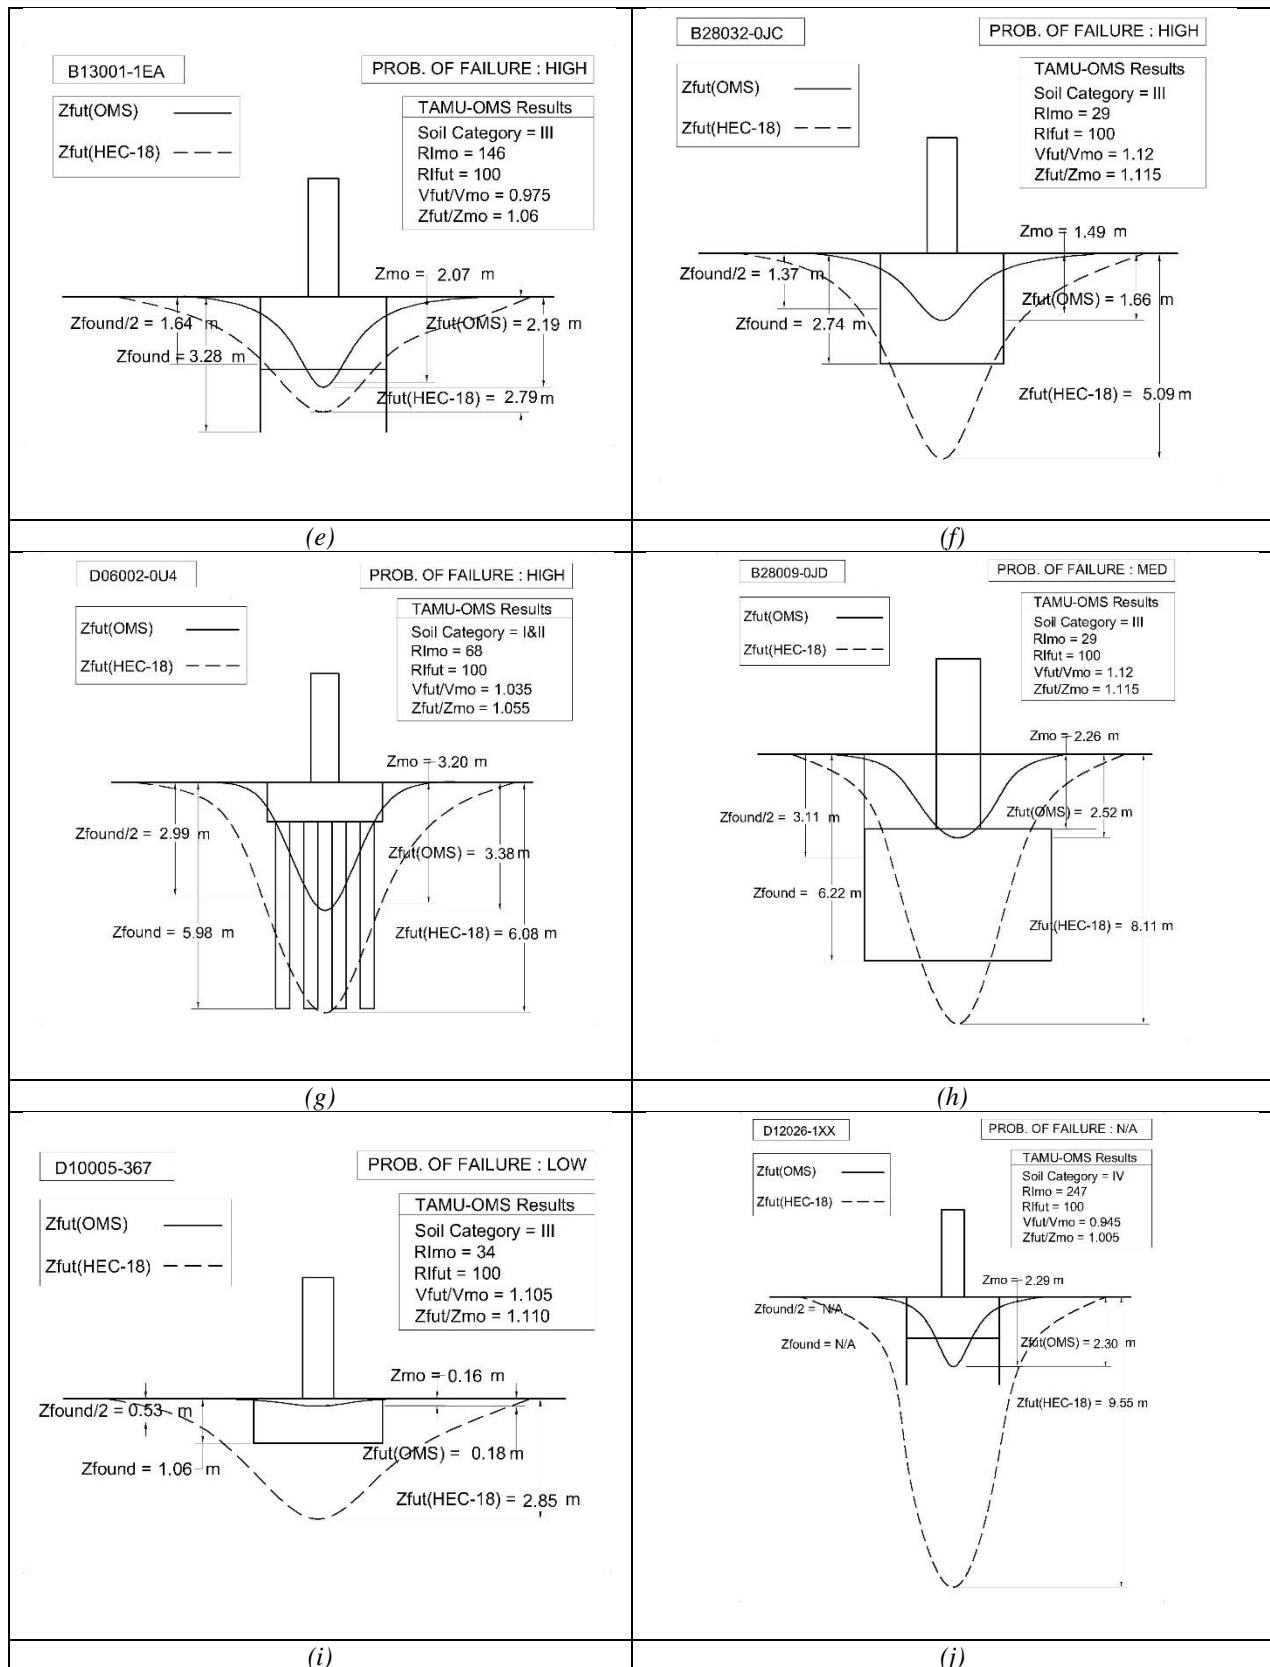 B13001-1EA
PROB. OF FAILURE : HIGH
Zfut(OMS)
Zfut(HEC-18)
TAMU-OMS Results
Soil Category = III
RImo = 146
RIfut = 100
Vfut/Vmo = 0.975
Zfut/Zmo = 1.06
Zmo = 2.07 m
Zfound/2 = 1.64 m
Zfut(OMS) = 2.19 m
Zfound = 3.28 m
Zfut(HEC-18) = 2.79 m
(e)
B28032-0JC
PROB. OF FAILURE : HIGH
Zfut(OMS)
Zfut(HEC-18)
TAMU-OMS Results
Soil Category = III
RImo = 29
RIfut = 100
Vfut/Vmo = 1.12
Zfut/Zmo = 1.115
Zmo = 1.49 m
Zfound/2 = 1.37 m
Zfut(OMS) = 1.66 m
Zfound = 2.74 m
Zfut(HEC-18) = 5.09 m
(f)
D06002-0U4
PROB. OF FAILURE : HIGH
Zfut(OMS)
Zfut(HEC-18)
TAMU-OMS Results
Soil Category = I&II
RImo = 68
RIfut = 100
Vfut/Vmo = 1.035
Zfut/Zmo = 1.055
Zmo = 3.20 m
Zfound/2 = 2.99 m
Zfut(OMS) = 3.38 m
Zfound = 5.98 m
Zfut(HEC-18) = 6.08 m
(g)
B28009-0JD
PROB. OF FAILURE : MED
Zfut(OMS)
Zfut(HEC-18)
TAMU-OMS Results
Soil Category = III
RImo = 29
RIfut = 100
Vfut/Vmo = 1.12
Zfut/Zmo = 1.115
Zmo = 2.26 m
Zfound/2 = 3.11 m
Zfut(OMS) = 2.52 m
Zfound = 6.22 m
Zfut(HEC-18) = 8.11 m
(h)
D10005-367
PROB. OF FAILURE : LOW
Zfut(OMS)
Zfut(HEC-18)
TAMU-OMS Results
Soil Category = III
RImo = 34
RIfut = 100
Vfut/Vmo = 1.105
Zfut/Zmo = 1.110
Zmo = 0.16 m
Zfound/2 = 0.53 m
Zfut(OMS) = 0.18 m
Zfound = 1.06 m
Zfut(HEC-18) = 2.85 m
(i)
D12026-1XX
PROB. OF FAILURE : N/A
Zfut(OMS)
Zfut(HEC-18)
TAMU-OMS Results
Soil Category = IV
RImo = 247
RIfut = 100
Vfut/Vmo = 0.945
Zfut/Zmo = 1.005
Zmo = 2.29 m
Zfound/2 = N/A
Zfound = N/A
Zfut(OMS) = 2.30 m
Zfut(HEC-18) = 9.55 m
(j)